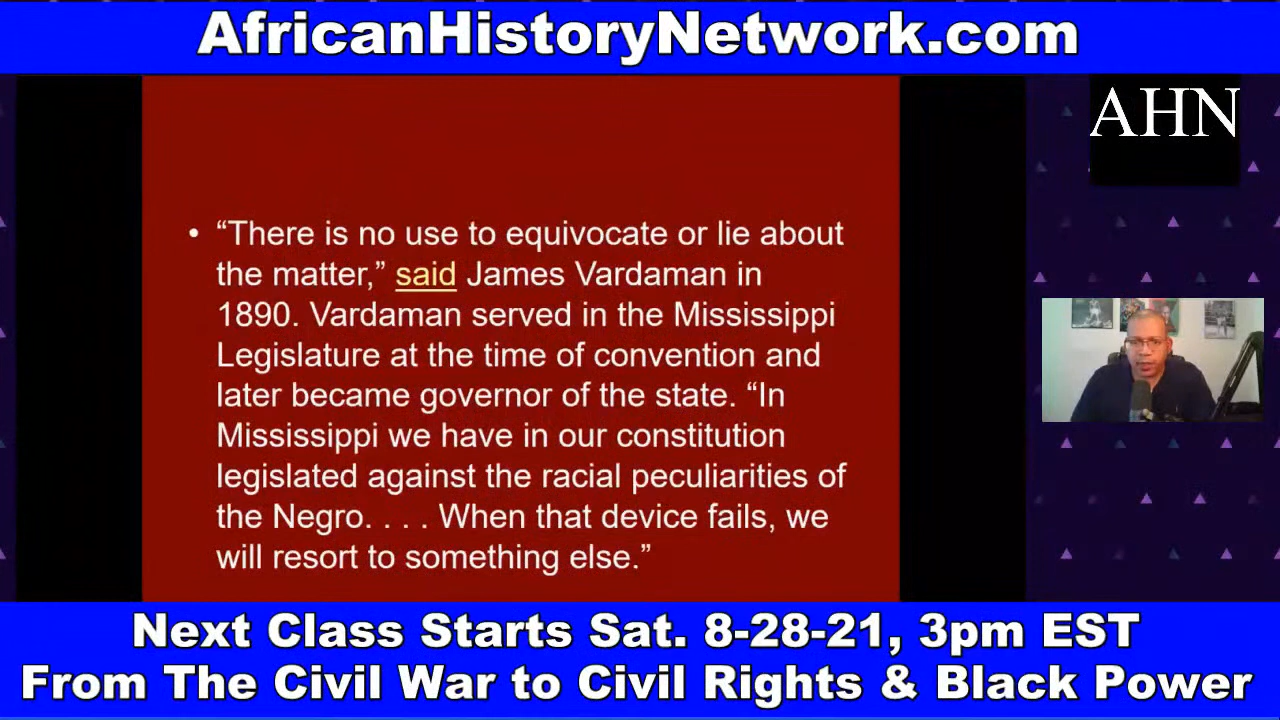 AfricanHistoryNetwork.com
AHN
• “There is no use to equivocate or lie about
the matter,” said James Vardaman in
1890. Vardaman served in the Mississippi
Legislature at the time of convention and
later became governor of the state. “In
Mississippi we have in our constitution
legislated against the racial peculiarities of
the Negro. . . . When that device fails, we
will resort to something else.”
Next Class Starts Sat. 8-28-21, 3pm EST
From The Civil War to Civil Rights & Black Power